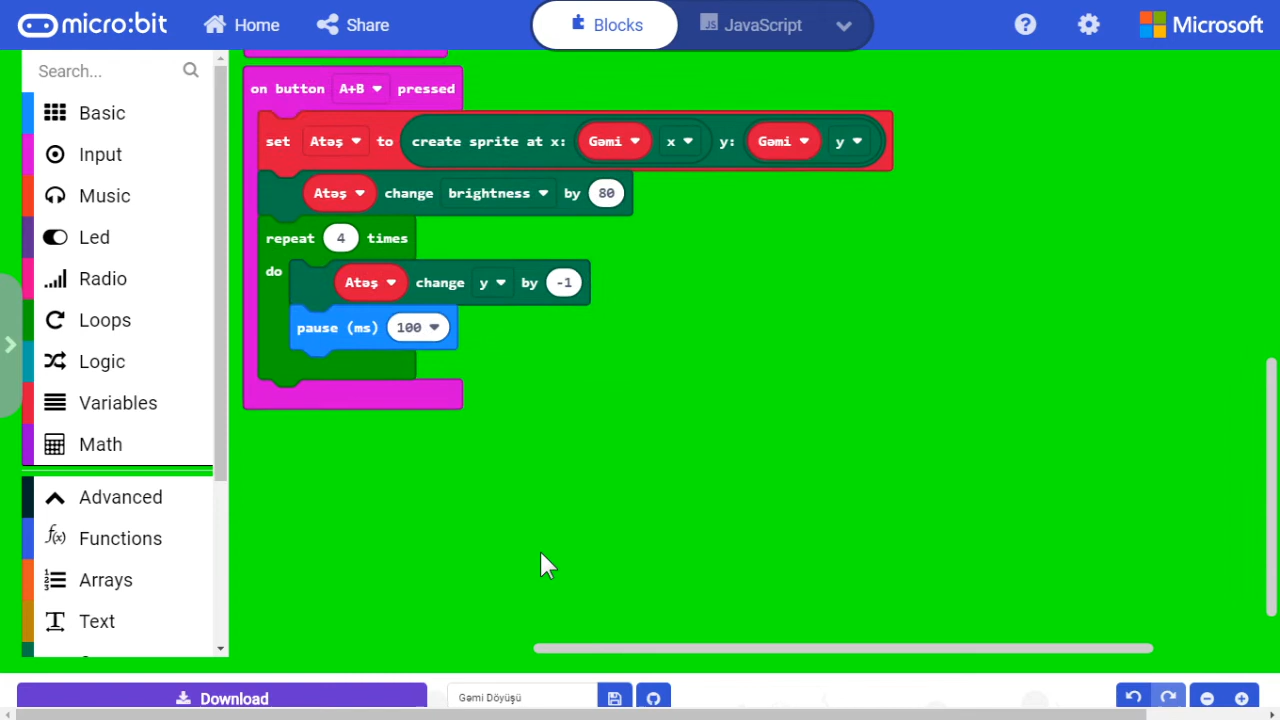 micro:bit Home Share Blocks JS JavaScript ? Microsoft
Search...
Basic
Input
Music
Led
Radio
Loops
Logic
Variables
Math
Advanced
f(x) Functions
Arrays
Text
on button A+B pressed
set Atəş to create sprite at x: Gəmi x y: Gəmi y
Atəş change brightness by 80
repeat 4 times
do
Atəş change y by -1
pause (ms) 100
Download
Gəmi Döyüşü